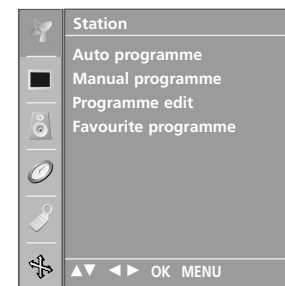 Station
Auto programme
Manual programme
Programme edit
Favourite programme
▲▼ ◄► OK MENU